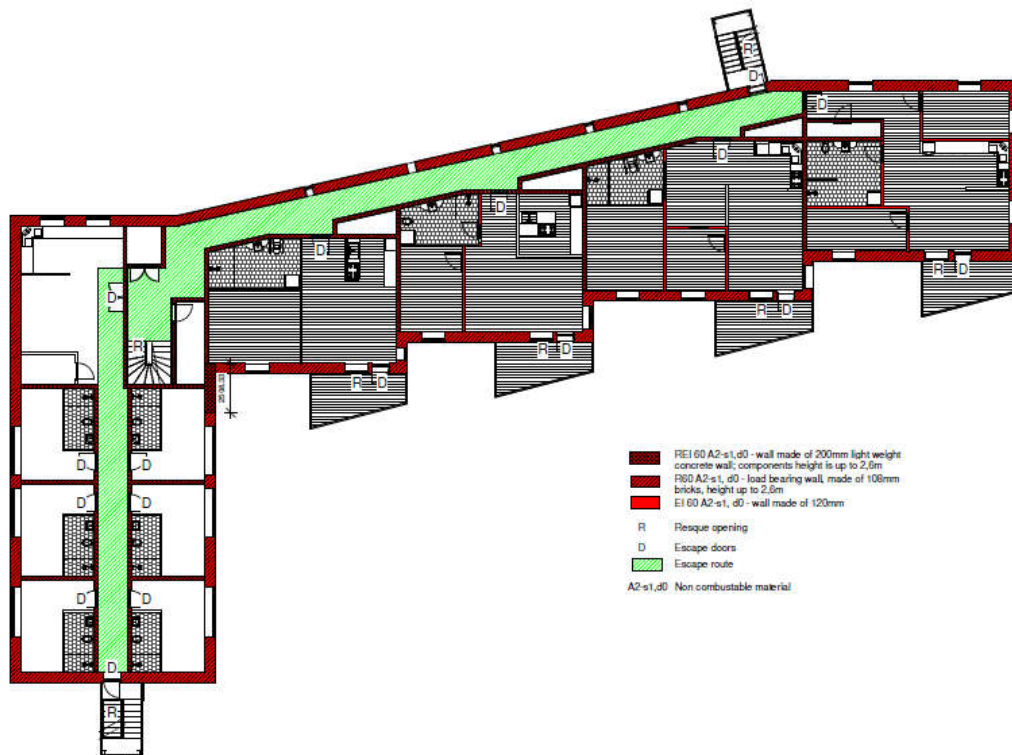 R
D
D
D
D
D
R D
D
R D
R
R D
R D
D D
D D
D D
D
R
REI 60 A2-s1,d0 - wall made of 200mm light weight
concrete wall; components height is up to 2,6m
R60 A2-s1, d0 - load bearing wall, made of 108mm
bricks, height up to 2,6m
EI 60 A2-s1, d0 - wall made of 120mm
R Resque opening
D Escape doors
Escape route
A2-s1,d0 Non combustable material